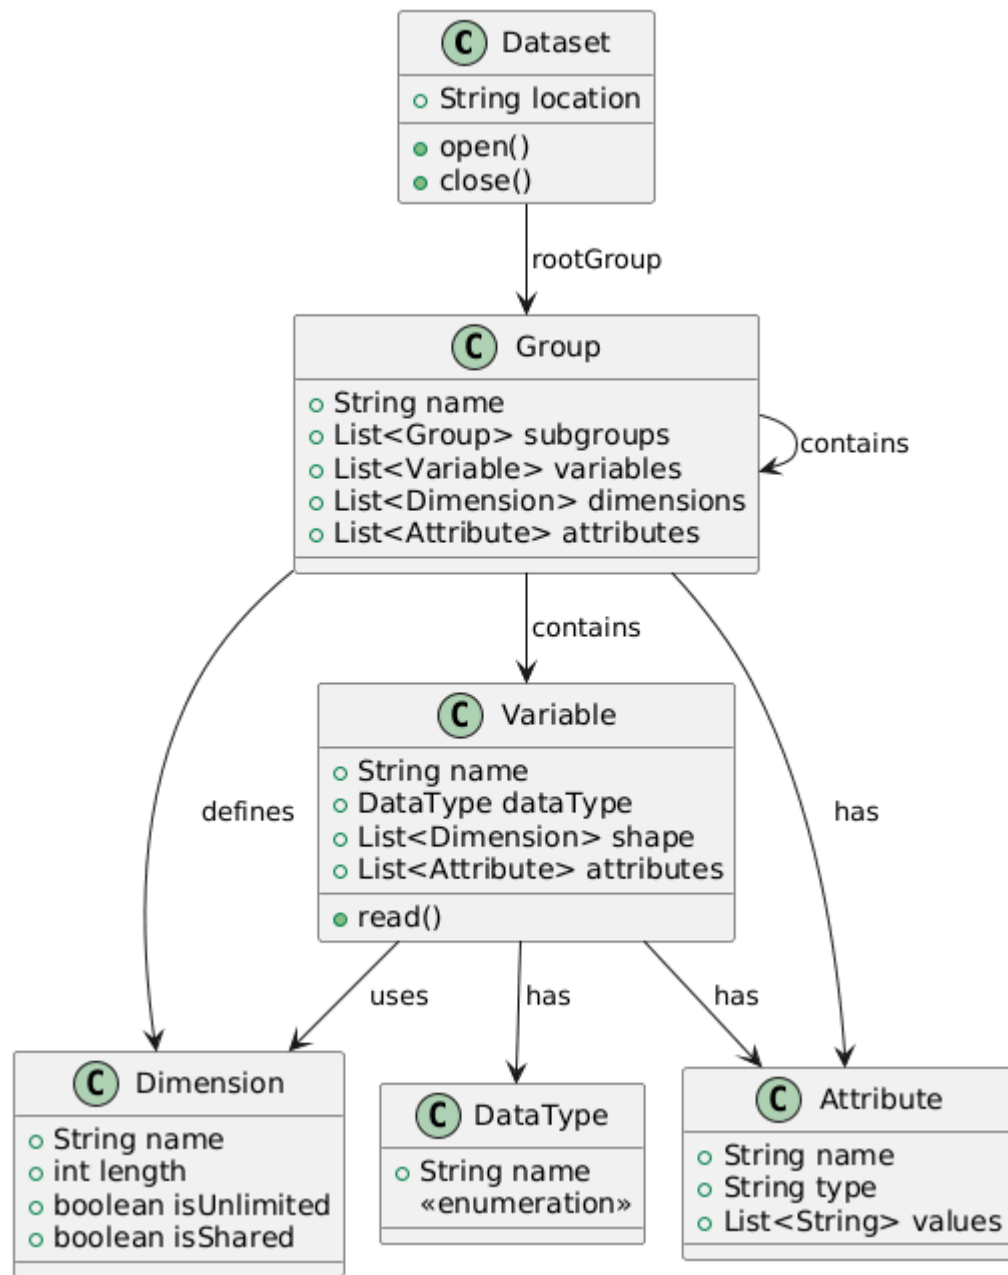 C Dataset
String location
open()
close()
rootGroup
C Group
String name
List<Group> subgroups
List<Variable> variables
List<Dimension> dimensions
List<Attribute> attributes
contains
contains
C Variable
String name
DataType dataType
List<Dimension> shape
List<Attribute> attributes
read()
defines
has
uses
has
has
C Dimension
String name
int length
boolean isUnlimited
boolean isShared
C DataType
String name
«enumeration»
C Attribute
String name
String type
List<String> values